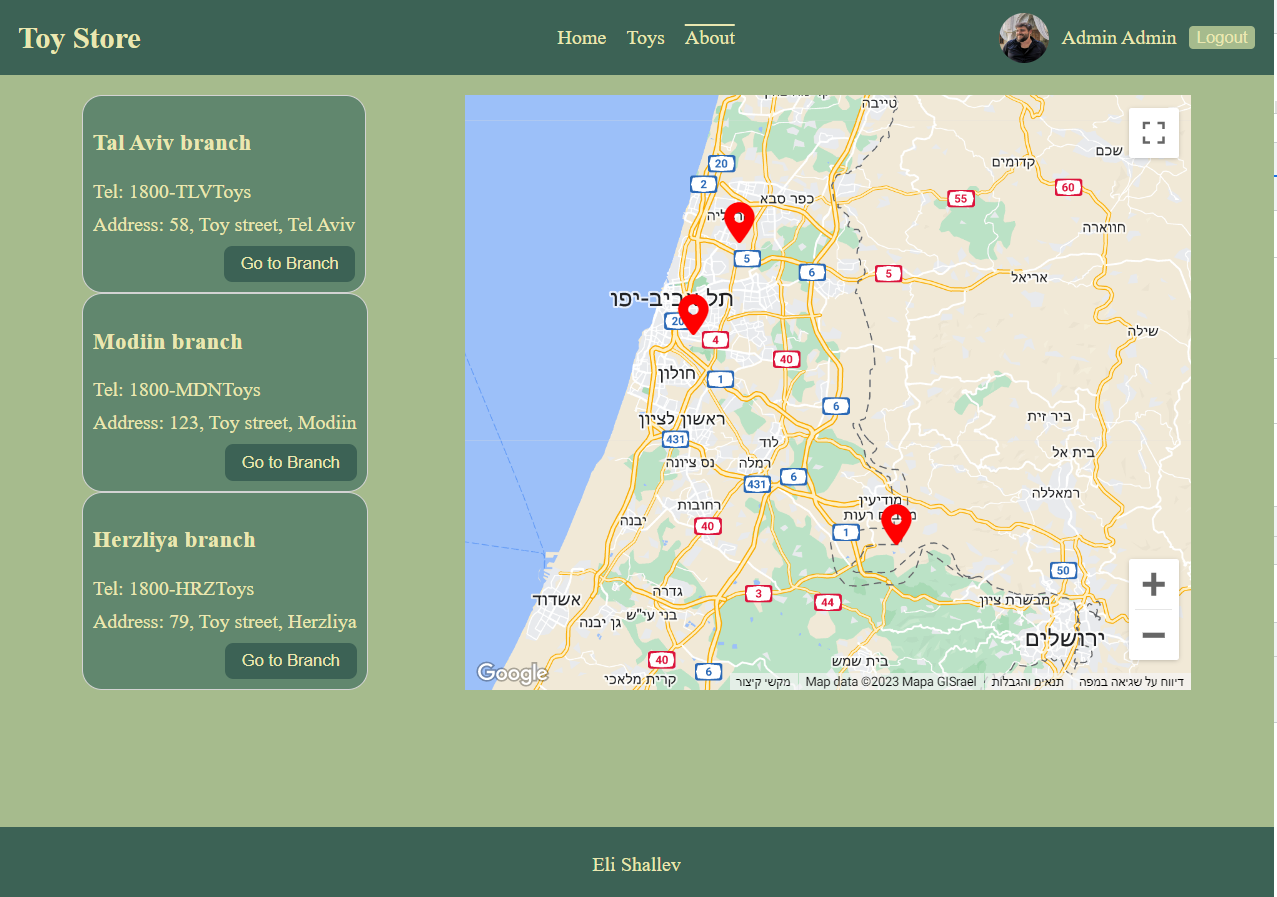 Toy Store
Home
Toys
About
Admin Admin
Logout
Tal Aviv branch
Tel: 1800-TLVToys
Address: 58, Toy street, Tel Aviv
Go to Branch
Modiin branch
Tel: 1800-MDNToys
Address: 123, Toy street, Modiin
Go to Branch
Herzliya branch
Tel: 1800-HRZToys
Address: 79, Toy street, Herzliya
Go to Branch
טייבה
שכם
קדומים
20
2
60
55
כפר סבא
חווארה
5
6
5
אריאל
20
4
שילה
40
חולון
1
6
ראשון לציון
ביר זית
431
לוד
נס ציונה
רמלה
בית אל
6
431
רמאללה
רחובות
מודיעין
רעות
יבנה
40
1
50
גדרה
3
44
מבשרת ציון
אשדוד
בני עי"ש
גן יבנה
ירושלים
40
בית שמש
6
קרית מלאכי
Google
מקשי קיצור
Map data ©2023 Mapa GISrael
תנאים והגבלות
דיווח על שגיאה במפה
Eli Shallev